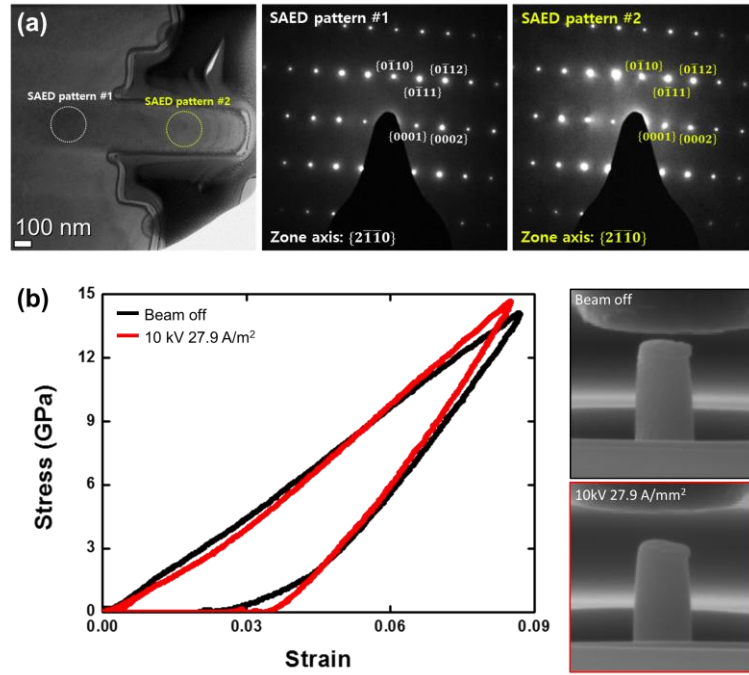 (a)
SAED pattern #1
SAED pattern #2
100 nm
SAED pattern #1
{01̅10}
{01̅12}
{01̅11}
{0001}
{0002}
Zone axis: {21̅1̅0}
SAED pattern #2
{01̅10}
{01̅12}
{01̅11}
{0001}
{0002}
Zone axis: {21̅1̅0}
(b)
Stress (GPa)
15
12
9
6
3
0
0.00
0.03
0.06
0.09
Strain
Beam off
10 kV 27.9 A/m²
Beam off
10kV 27.9 A/mm²